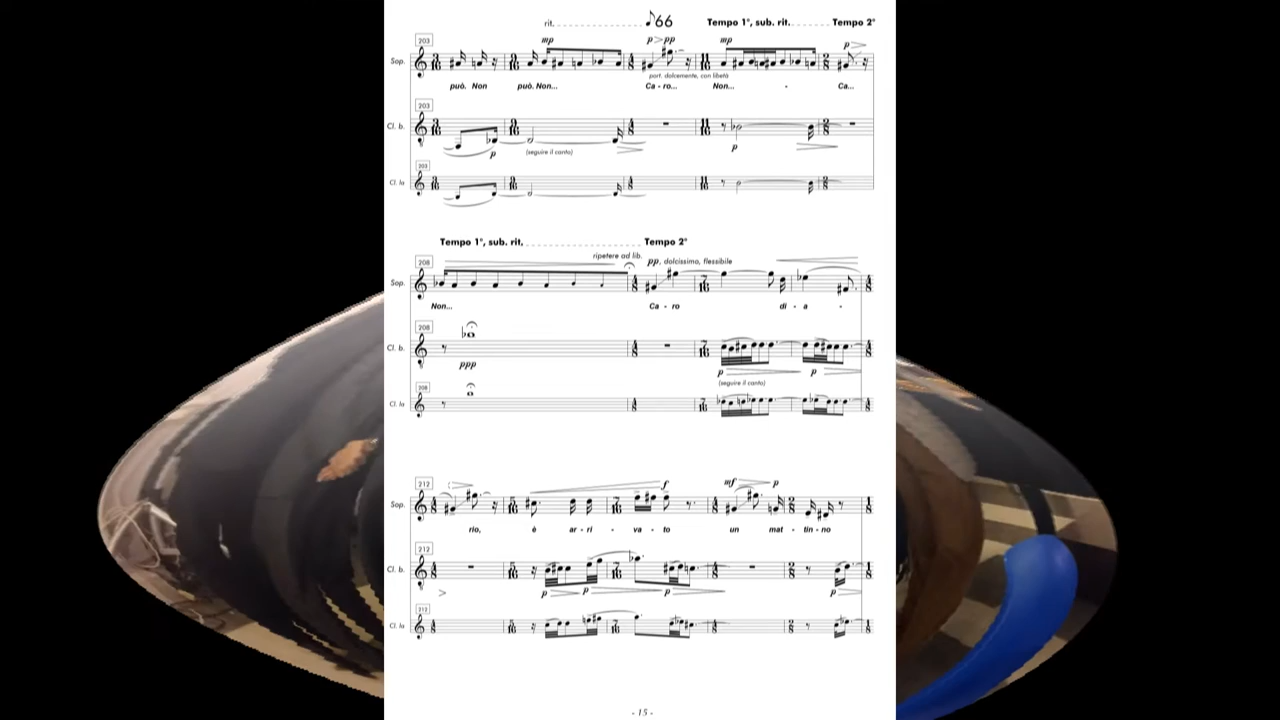 rit. 66 Tempo 1°, sub. rit. Tempo 2°
203 mp p > pp mp p >
Sop.
port. dolcemente, con libetà
può. Non può. Non... Ca - ro... Non... - Ca...
203
Cl. b.
p (seguire il canto) p
203
Cl. la
Tempo 1°, sub. rit. Tempo 2°
ripetere ad lib.
208 pp, dolcissimo, flessibile
Sop.
Non... Ca - ro di - a -
208
Cl. b.
ppp p p
(seguire il canto)
208
Cl. la
212 f mf p
Sop.
rio, è ar - ri - va - to un mat - tin - no
212
Cl. b.
p p p p
212
Cl. la
- 15 -